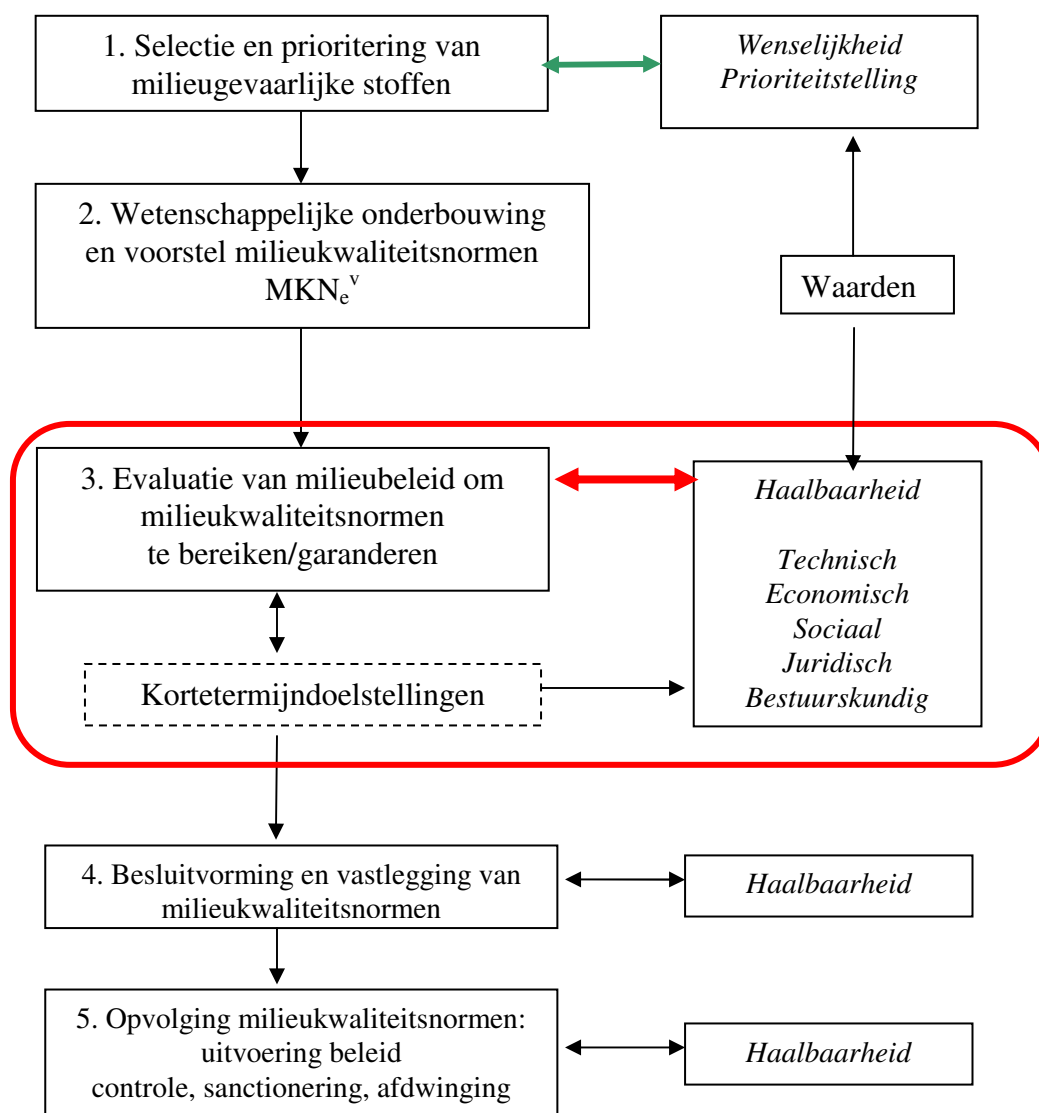 1. Selectie en prioritering van
milieugevaarlijke stoffen
Wenselijkheid
Prioriteitstelling
2. Wetenschappelijke onderbouwing
en voorstel milieukwaliteitsnormen
MKNₑᵛ
Waarden
3. Evaluatie van milieubeleid om
milieukwaliteitsnormen
te bereiken/garanderen
Haalbaarheid
Technisch
Economisch
Sociaal
Juridisch
Bestuurskundig
Kortetermijndoelstellingen
4. Besluitvorming en vastlegging van
milieukwaliteitsnormen
Haalbaarheid
5. Opvolging milieukwaliteitsnormen:
uitvoering beleid
controle, sanctionering, afdwinging
Haalbaarheid